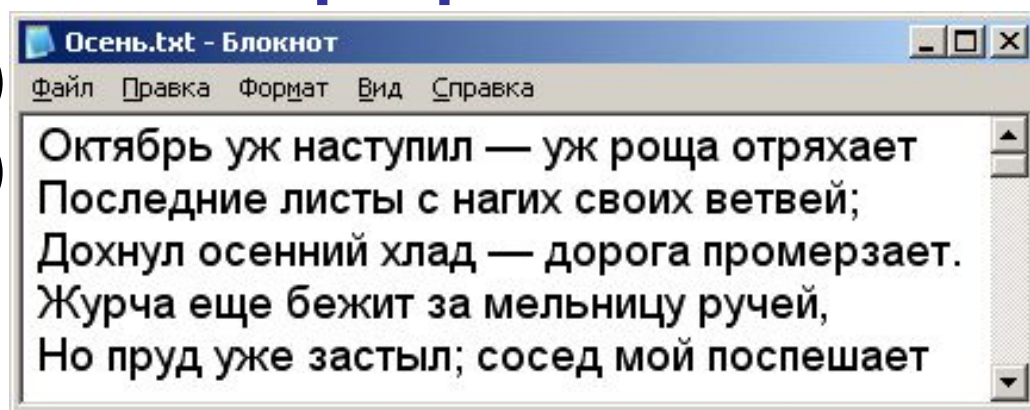 Осень.txt - Блокнот
Файл Правка Формат Вид Справка
Октябрь уж наступил — уж роща отряхает
Последние листы с нагих своих ветвей;
Дохнул осенний хлад — дорога промерзает.
Журча еще бежит за мельницу ручей,
Но пруд уже застыл; сосед мой поспешает